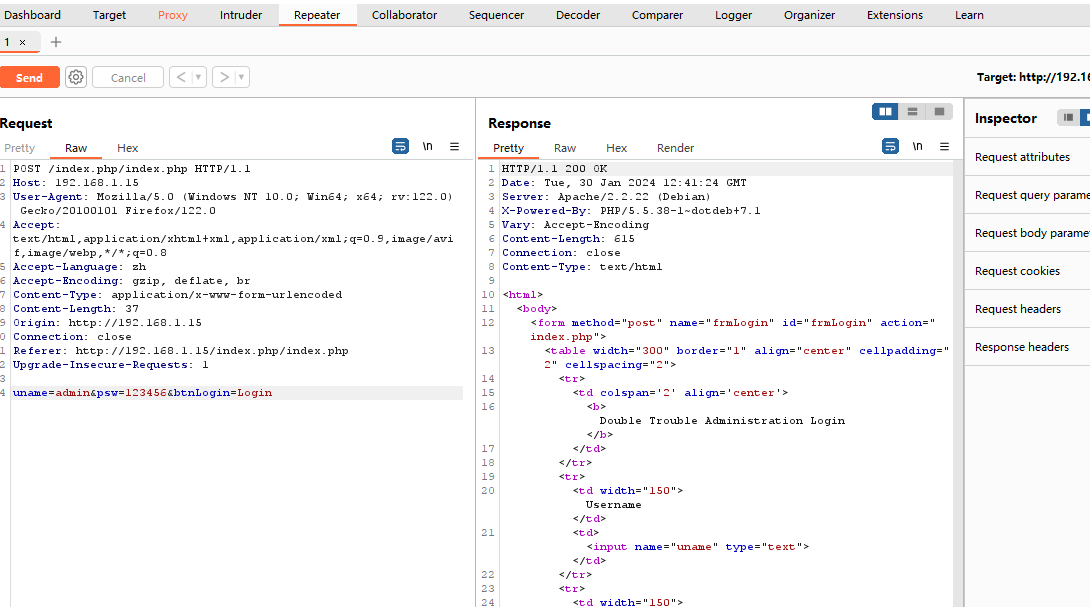 Dashboard Target Proxy Intruder Repeater Collaborator Sequencer Decoder Comparer Logger Organizer Extensions Learn
1 × +
Send Cancel < > Target: http://192.16
Request
Pretty Raw Hex \n
1 POST /index.php/index.php HTTP/1.1
2 Host: 192.168.1.15
3 User-Agent: Mozilla/5.0 (Windows NT 10.0; Win64; x64; rv:122.0)
Gecko/20100101 Firefox/122.0
4 Accept:
text/html,application/xhtml+xml,application/xml;q=0.9,image/avi
f,image/webp,*/*;q=0.8
5 Accept-Language: zh
6 Accept-Encoding: gzip, deflate, br
7 Content-Type: application/x-www-form-urlencoded
8 Content-Length: 37
9 Origin: http://192.168.1.15
0 Connection: close
1 Referer: http://192.168.1.15/index.php/index.php
2 Upgrade-Insecure-Requests: 1
3
4 uname=admin&psw=123456&btnLogin=Login
Response
Pretty Raw Hex Render \n
1 HTTP/1.1 200 OK
2 Date: Tue, 30 Jan 2024 12:41:24 GMT
3 Server: Apache/2.2.22 (Debian)
4 X-Powered-By: PHP/5.5.38-1~dotdeb+7.1
5 Vary: Accept-Encoding
6 Content-Length: 615
7 Connection: close
8 Content-Type: text/html
9
10 <html>
11 <body>
12 <form method="post" name="frmLogin" id="frmLogin" action="
index.php">
13 <table width="300" border="1" align="center" cellpadding="
2" cellspacing="2">
14 <tr>
15 <td colspan='2' align='center'>
16 <b>
Double Trouble Administration Login
</b>
17 </td>
18 </tr>
19 <tr>
20 <td width="150">
Username
</td>
21 <td>
<input name="uname" type="text">
</td>
22 </tr>
23 <tr>
24 <td width="150">
Inspector
Request attributes
Request query parame
Request body paramet
Request cookies
Request headers
Response headers